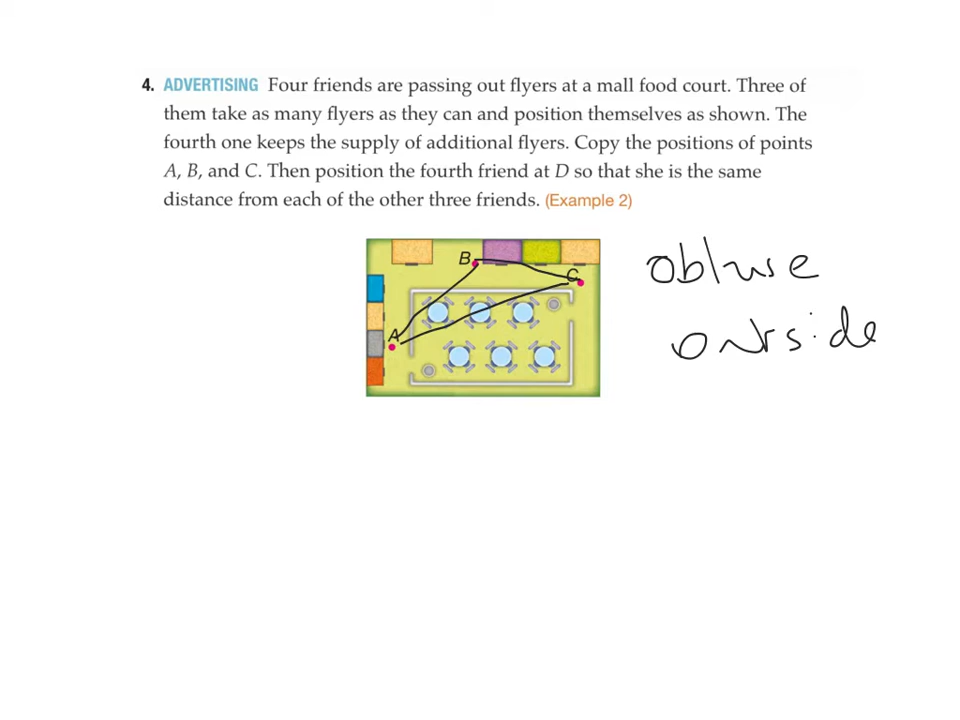 4. ADVERTISING Four friends are passing out flyers at a mall food court. Three of
them take as many flyers as they can and position themselves as shown. The
fourth one keeps the supply of additional flyers. Copy the positions of points
A, B, and C. Then position the fourth friend at D so that she is the same
distance from each of the other three friends. (Example 2)
B
C
A
obtuse
outside